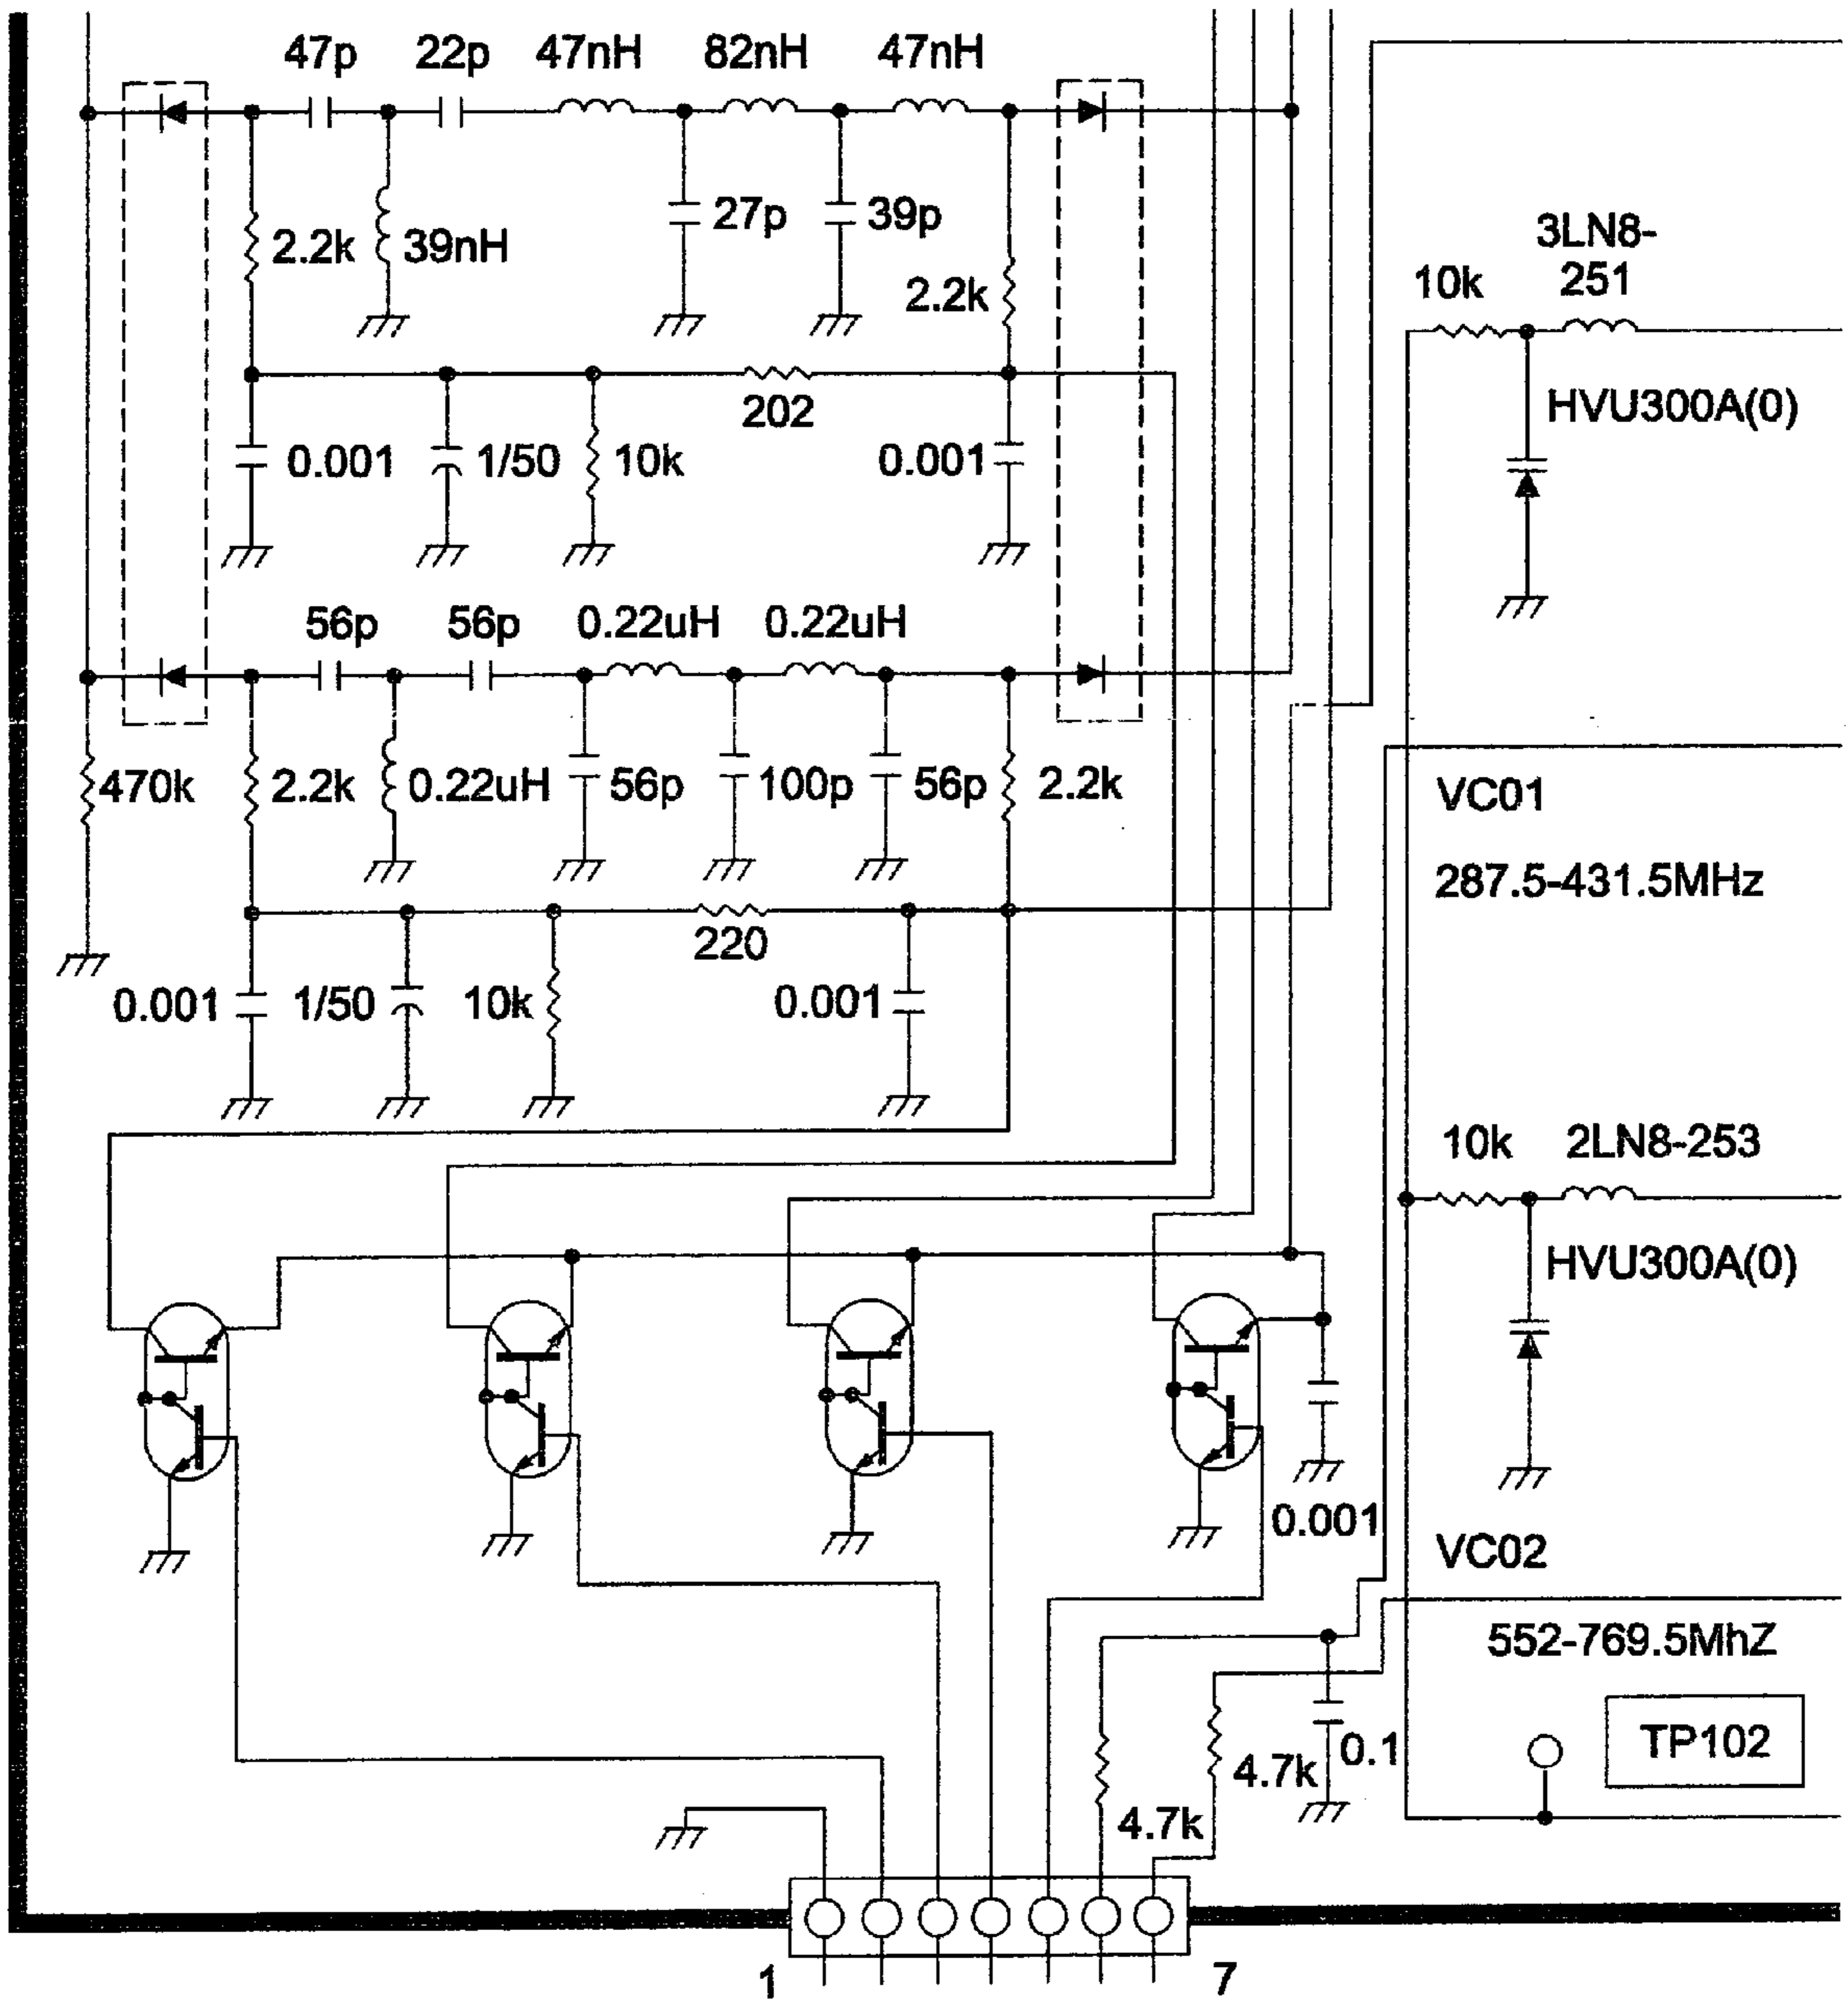 47p 22p 47nH 82nH 47nH
2.2k 39nH 27p 39p
2.2k
3LN8-
251
10k
202
HVU300A(0)
0.001 1/50 10k 0.001
56p 56p 0.22uH 0.22uH
470k 2.2k 0.22uH 56p 100p 56p 2.2k
VC01
287.5-431.5MHz
220
0.001 1/50 10k 0.001
10k 2LN8-253
HVU300A(0)
0.001
VC02
552-769.5MhZ
TP102
0.1
4.7k
4.7k
1 7